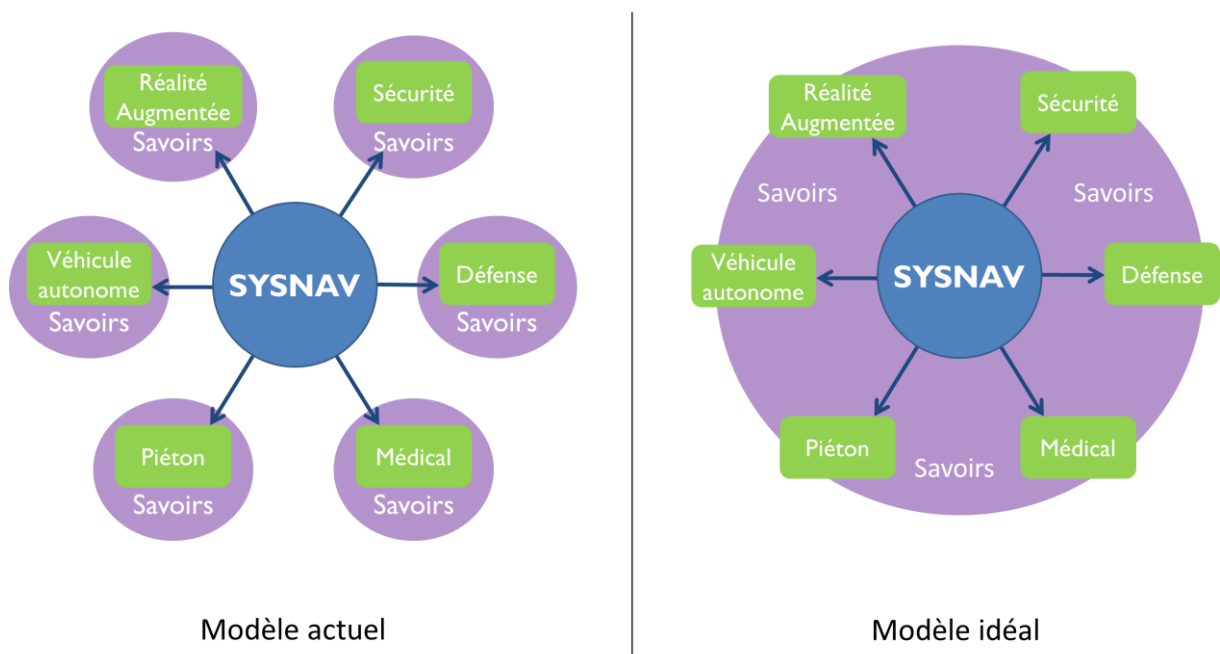 Réalité
Augmentée
Savoirs
Sécurité
Savoirs
Véhicule
autonome
Savoirs
SYSNAV
Défense
Savoirs
Piéton
Savoirs
Médical
Savoirs
Modèle actuel
Réalité
Augmentée
Sécurité
Savoirs
Savoirs
Véhicule
autonome
SYSNAV
Défense
Piéton
Savoirs
Médical
Modèle idéal